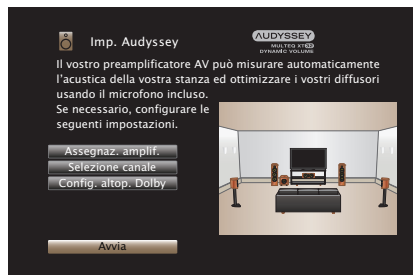 Imp. Audyssey
AUDYSSEY
MULTEQ XT32
DYNAMIC VOLUME
Il vostro preamplificatore AV può misurare automaticamente
l'acustica della vostra stanza ed ottimizzare i vostri diffusori
usando il microfono incluso.
Se necessario, configurare le
seguenti impostazioni.
Assegnaz. amplif.
Selezione canale
Config. altop. Dolby
Avvia